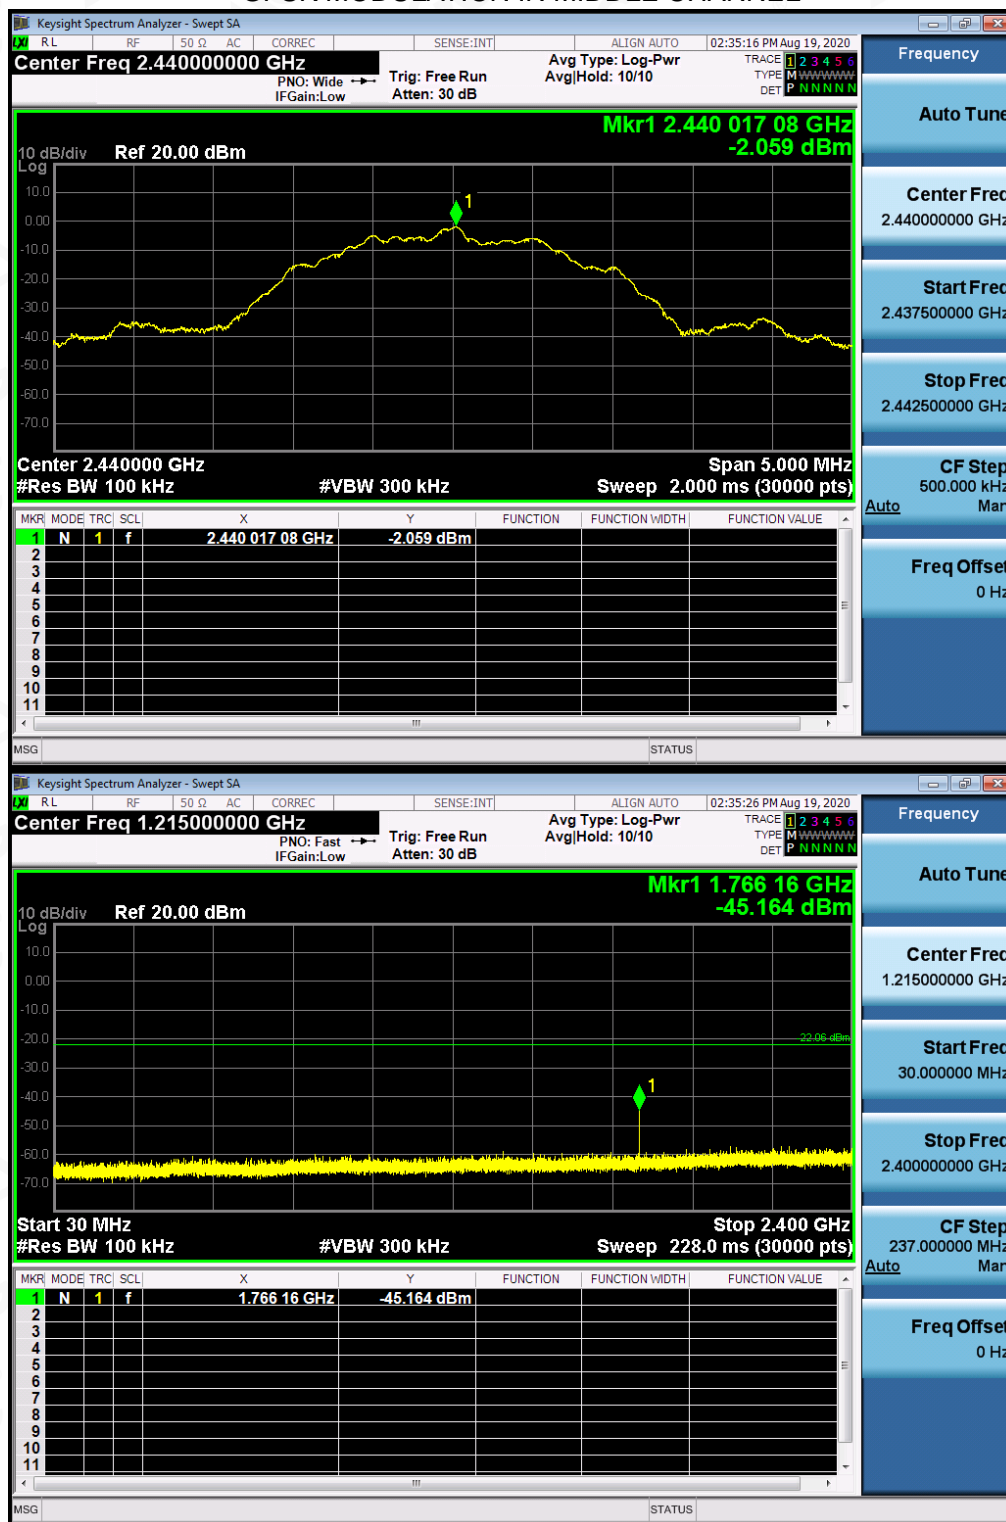 Keysight Spectrum Analyzer - Swept SA
LXI RL RF 50 Ω AC CORREC SENSE:INT ALIGN AUTO 02:35:16 PM Aug 19, 2020
Center Freq 2.440000000 GHz
PNO: Wide
IFGain:Low
Trig: Free Run
Atten: 30 dB
Avg Type: Log-Pwr
Avg|Hold: 10/10
TRACE 1 2 3 4 5 6
TYPE M WWWWW
DET P N N N N N
Mkr1 2.440 017 08 GHz
-2.059 dBm
10 dB/div Ref 20.00 dBm
Log
10.0
0.00
-10.0
-20.0
-30.0
-40.0
-50.0
-60.0
-70.0
1
Center 2.440000 GHz Span 5.000 MHz
#Res BW 100 kHz #VBW 300 kHz Sweep 2.000 ms (30000 pts)
MKR MODE TRC SCL X Y FUNCTION FUNCTION WIDTH FUNCTION VALUE
1 N 1 f 2.440 017 08 GHz -2.059 dBm
2
3
4
5
6
7
8
9
10
11
MSG STATUS
Frequency
Auto Tune
Center Freq
2.440000000 GHz
Start Freq
2.437500000 GHz
Stop Freq
2.442500000 GHz
CF Step
500.000 kHz
Auto Man
Freq Offset
0 Hz
Keysight Spectrum Analyzer - Swept SA
LXI RL RF 50 Ω AC CORREC SENSE:INT ALIGN AUTO 02:35:26 PM Aug 19, 2020
Center Freq 1.215000000 GHz
PNO: Fast
IFGain:Low
Trig: Free Run
Atten: 30 dB
Avg Type: Log-Pwr
Avg|Hold: 10/10
TRACE 1 2 3 4 5 6
TYPE M WWWWW
DET P N N N N N
Mkr1 1.766 16 GHz
-45.164 dBm
10 dB/div Ref 20.00 dBm
Log
10.0
0.00
-10.0
-20.0
-30.0
-40.0
-50.0
-60.0
-70.0
-22.06 dBm
1
Start 30 MHz Stop 2.400 GHz
#Res BW 100 kHz #VBW 300 kHz Sweep 228.0 ms (30000 pts)
MKR MODE TRC SCL X Y FUNCTION FUNCTION WIDTH FUNCTION VALUE
1 N 1 f 1.766 16 GHz -45.164 dBm
2
3
4
5
6
7
8
9
10
11
MSG STATUS
Frequency
Auto Tune
Center Freq
1.215000000 GHz
Start Freq
30.000000 MHz
Stop Freq
2.400000000 GHz
CF Step
237.000000 MHz
Auto Man
Freq Offset
0 Hz